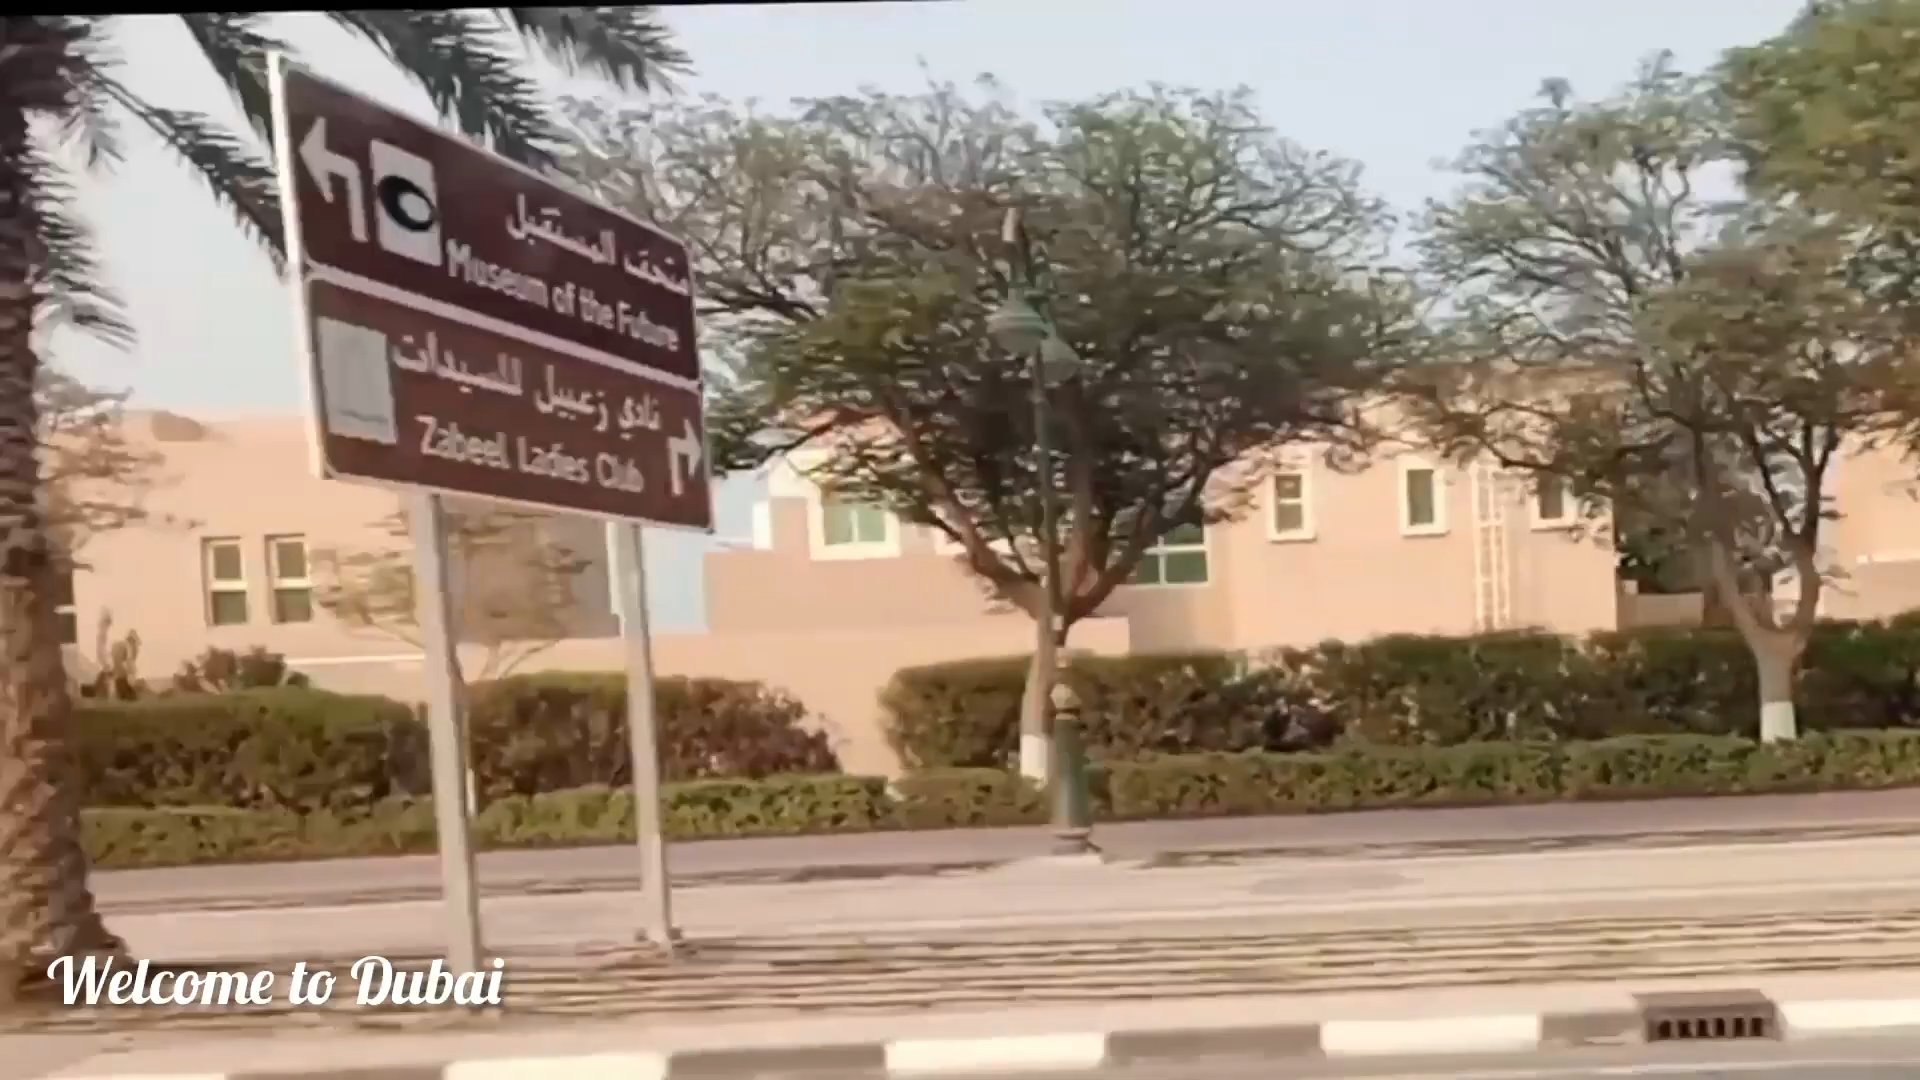 متحف المستقبل
Museum of the Future
نادي زعبيل للسيدات
Zabeel Ladies Club
Welcome to Dubai